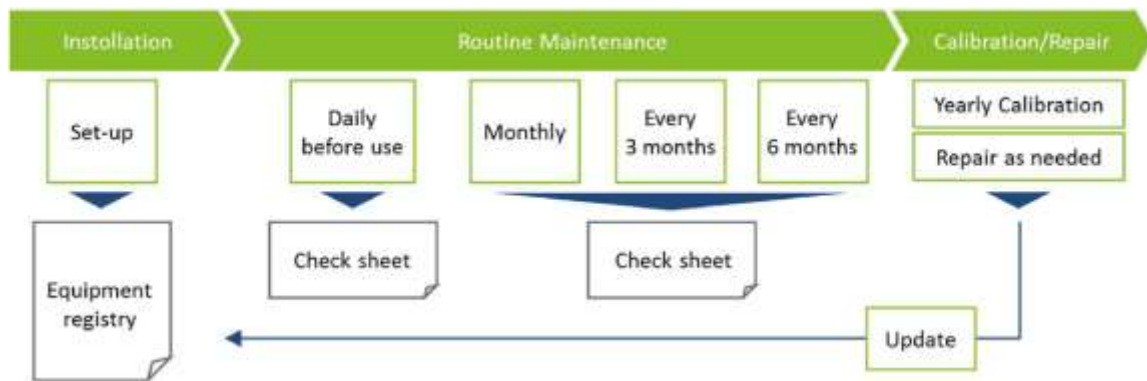 Instollation
Routine Maintenance
Calibration/Repair
Set-up
Daily
before use
Monthly
Every
3 months
Every
6 months
Yearly Calibration
Repair as needed
Equipment
registry
Check sheet
Check sheet
Update